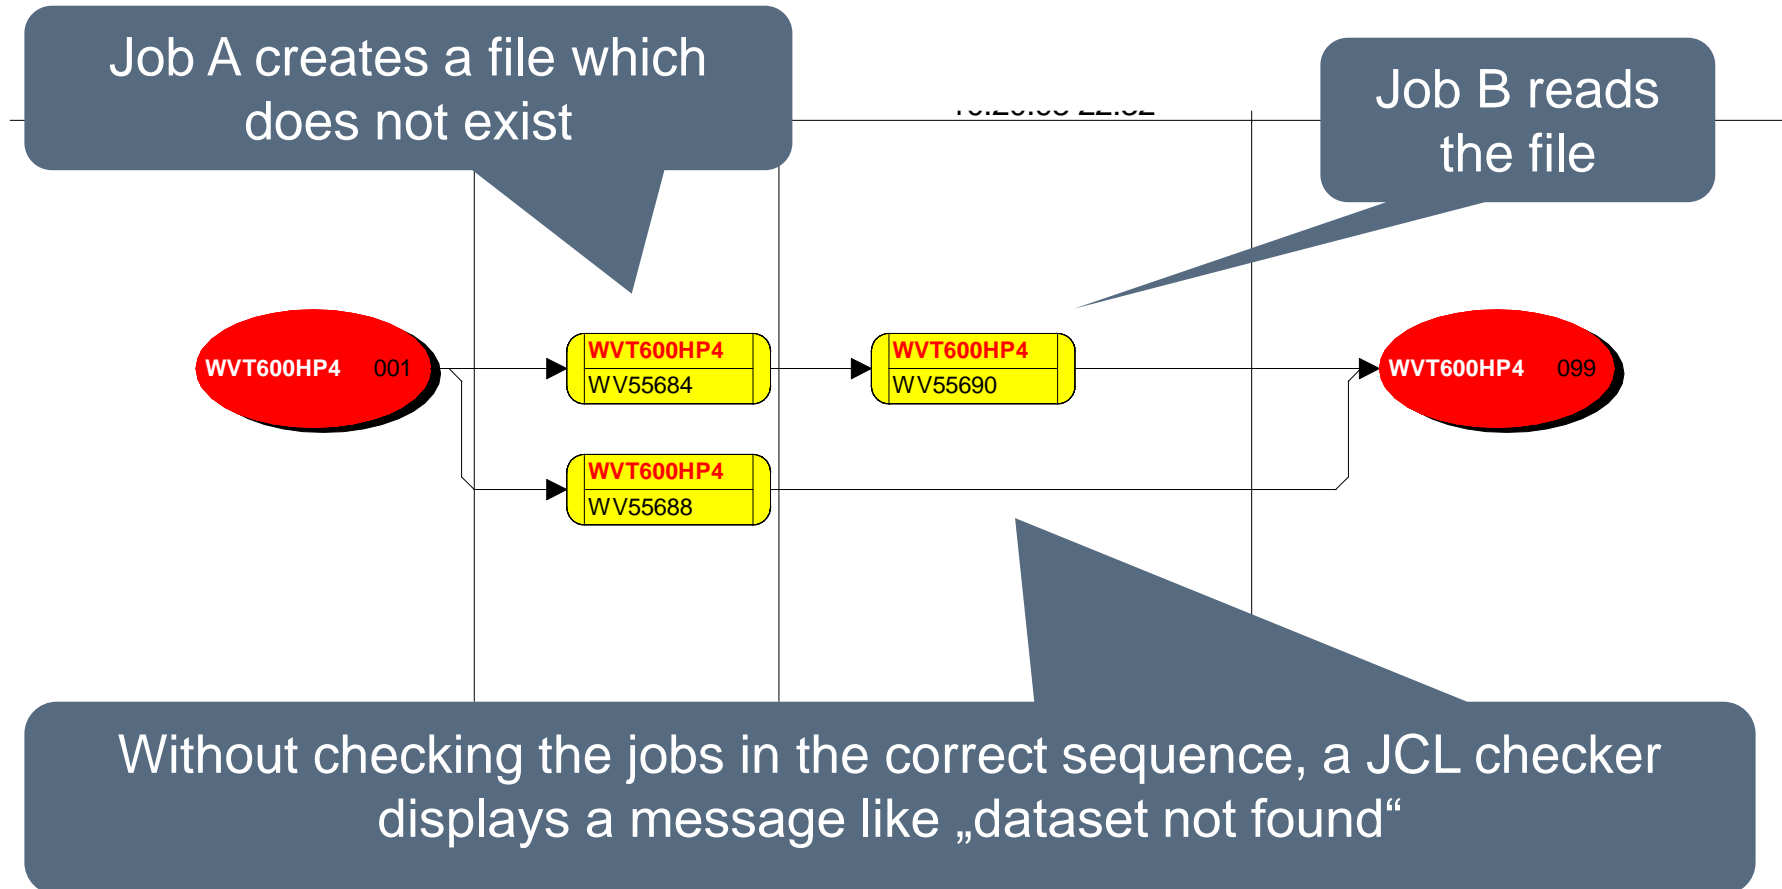 Job A creates a file which
does not exist
Job B reads
the file
WVT600HP4 001
WVT600HP4
WV55684
WVT600HP4
WV55690
WVT600HP4 099
WVT600HP4
WV55688
Without checking the jobs in the correct sequence, a JCL checker
displays a message like „dataset not found“